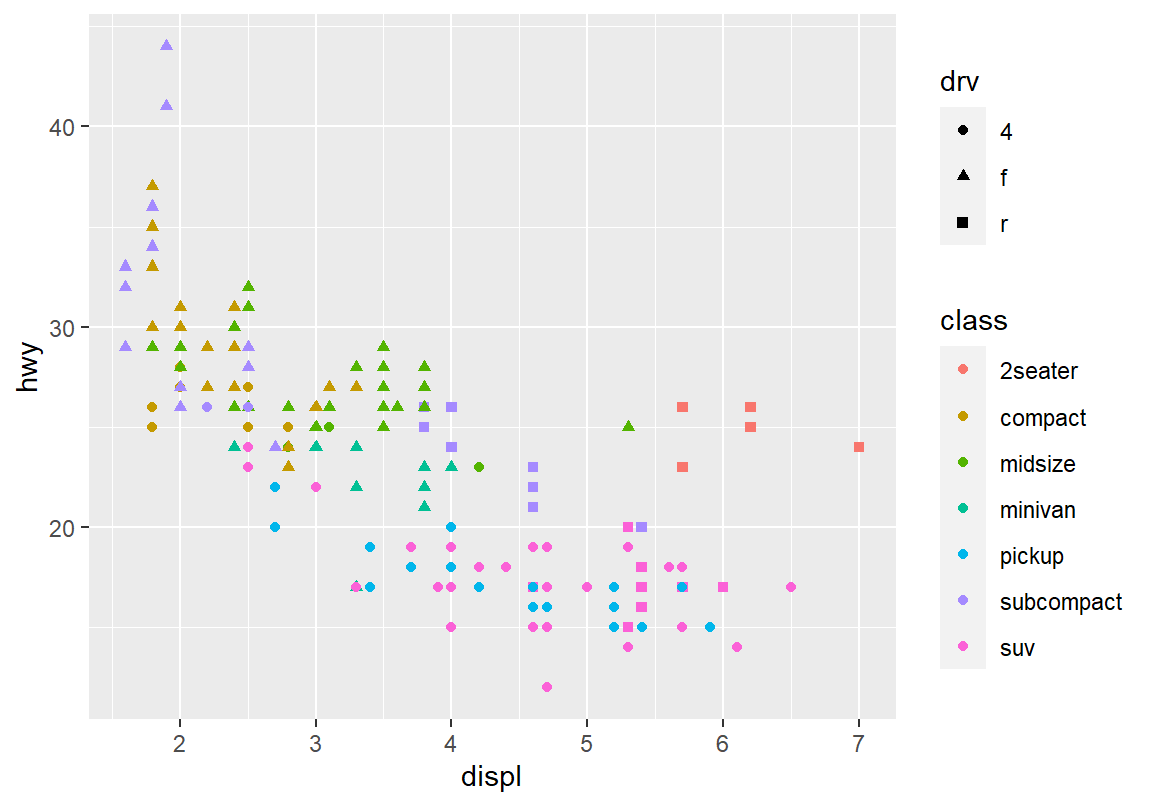 40
30
20
hwy
2
3
4
5
6
7
displ
drv
4
f
r
class
2seater
compact
midsize
minivan
pickup
subcompact
suv